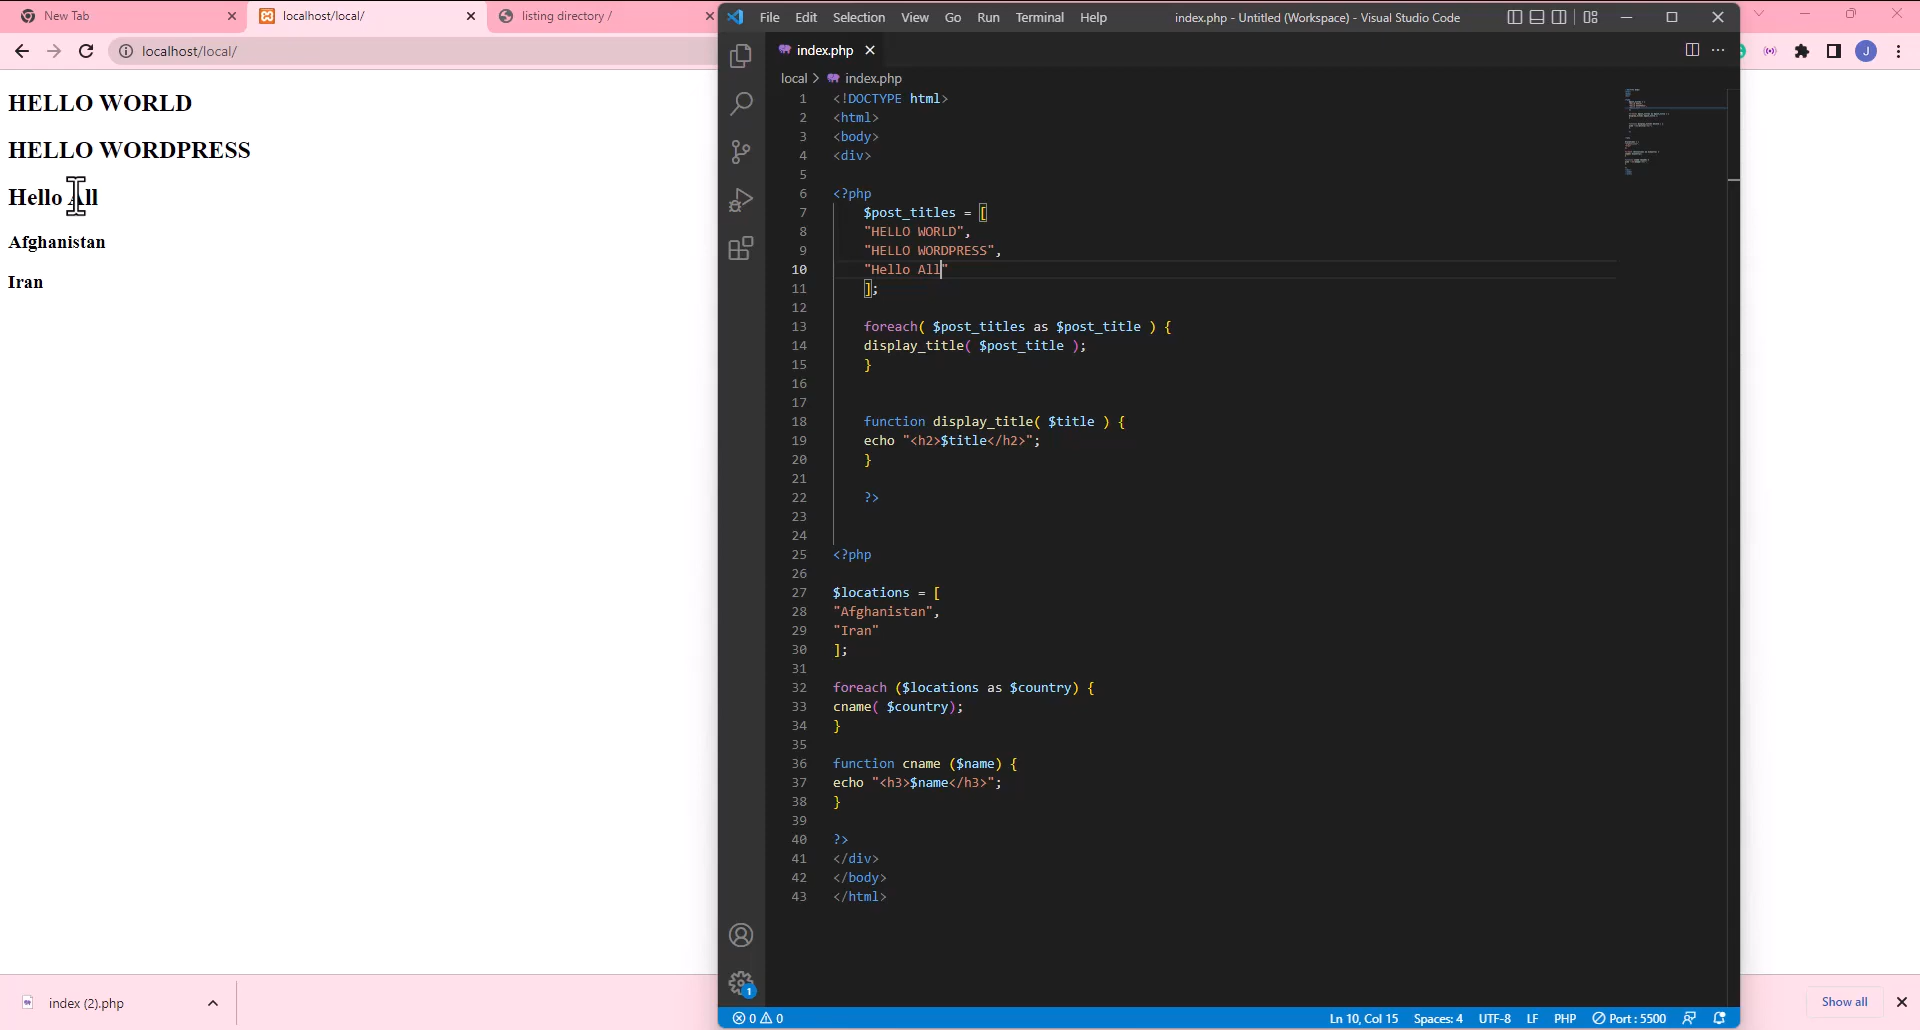 New Tab
localhost/local/
listing directory /
localhost/local/
HELLO WORLD
HELLO WORDPRESS
Hello All
Afghanistan
Iran
index (2).php
File Edit Selection View Go Run Terminal Help
index.php - Untitled (Workspace) - Visual Studio Code
J
index.php
local > index.php
1 <!DOCTYPE html>
2 <html>
3 <body>
4 <div>
5
6 <?php
7 $post_titles = [
8 "HELLO WORLD",
9 "HELLO WORDPRESS",
10 "Hello All"
11 ];
12
13 foreach( $post_titles as $post_title ) {
14 display_title( $post_title );
15 }
16
17
18 function display_title( $title ) {
19 echo "<h2>$title</h2>";
20 }
21
22 ?>
23
24
25 <?php
26
27 $locations = [
28 "Afghanistan",
29 "Iran"
30 ];
31
32 foreach ($locations as $country) {
33 cname( $country);
34 }
35
36 function cname ($name) {
37 echo "<h3>$name</h3>";
38 }
39
40 ?>
41 </div>
42 </body>
43 </html>
1
0 0
Ln 10, Col 15 Spaces: 4 UTF-8 LF PHP Port : 5500
Show all